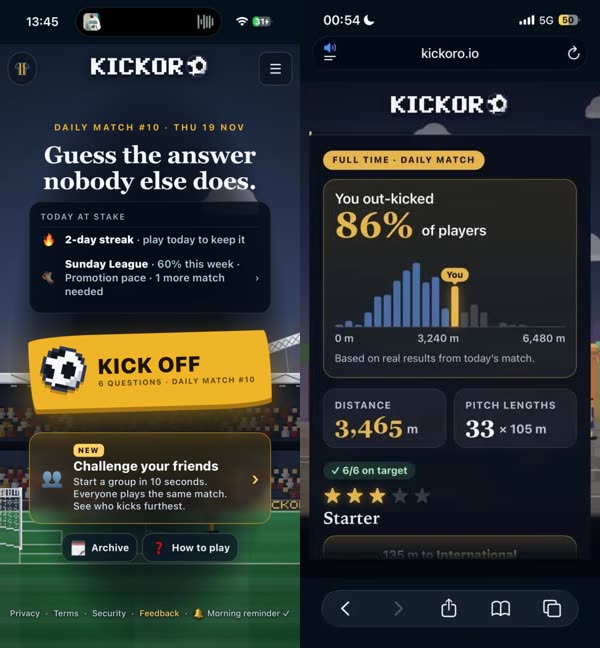 13:45
31
KICKORO
DAILY MATCH #10 · THU 19 NOV
Guess the answer
nobody else does.
TODAY AT STAKE
2-day streak · play today to keep it
Sunday League · 60% this week ·
Promotion pace · 1 more match
needed
KICK OFF
6 QUESTIONS · DAILY MATCH #10
NEW
Challenge your friends
Start a group in 10 seconds.
Everyone plays the same match.
See who kicks furthest.
Archive
How to play
Privacy · Terms · Security · Feedback · Morning reminder ✓
00:54
5G 50
kickoro.io
KICKORO
FULL TIME · DAILY MATCH
You out-kicked
86% of players
You
0 m 3,240 m 6,480 m
Based on real results from today's match.
DISTANCE
3,465 m
PITCH LENGTHS
33 × 105 m
✓ 6/6 on target
Starter
135 m to International